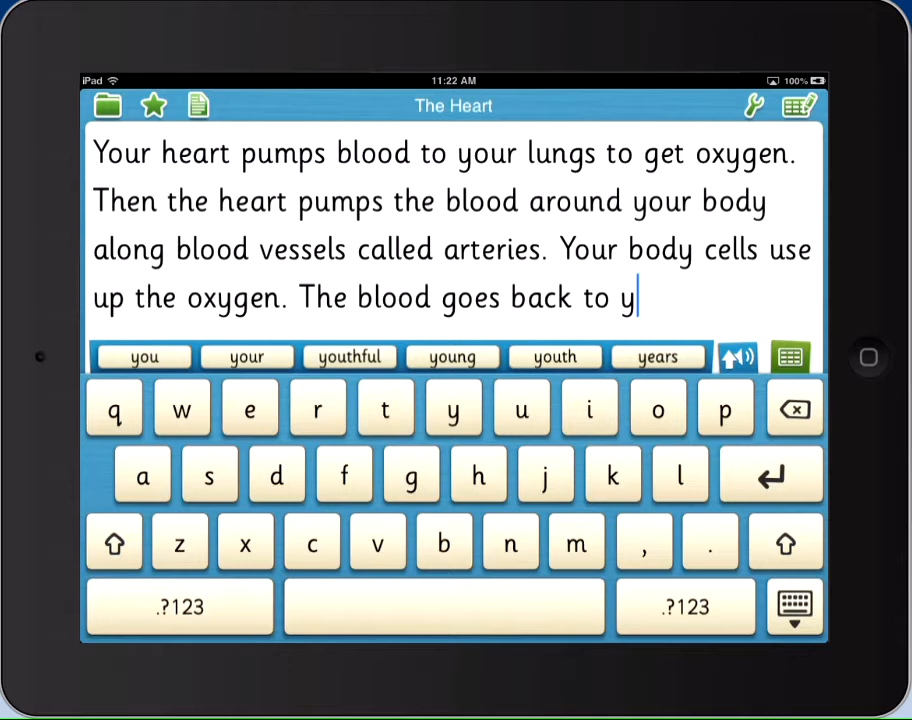 iPad 11:22 AM 100%
The Heart
Your heart pumps blood to your lungs to get oxygen.
Then the heart pumps the blood around your body
along blood vessels called arteries. Your body cells use
up the oxygen. The blood goes back to y
you your youthful young youth years
q w e r t y u i o p
a s d f g h j k l
z x c v b n m , .
.?123 .?123